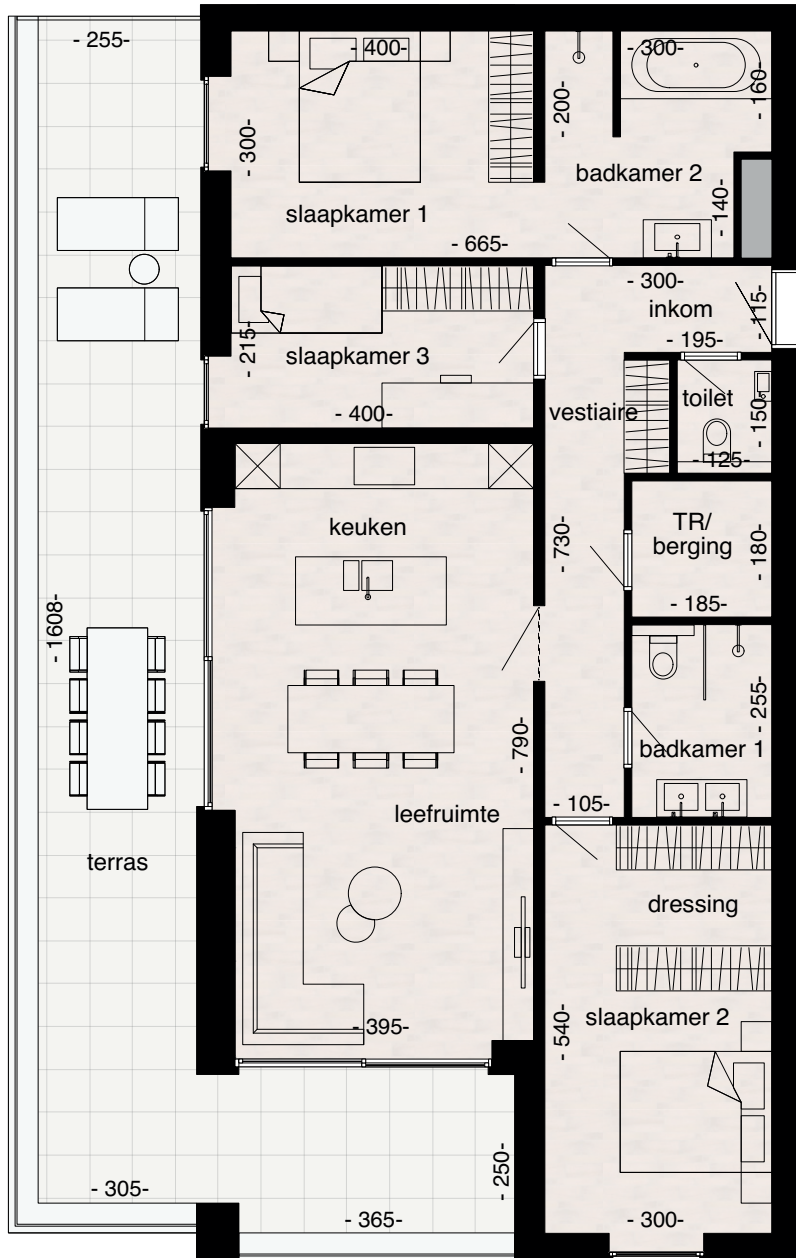 - 255-
- 400-
- 300-
- 160-
- 200-
- 300-
badkamer 2
- 140-
slaapkamer 1
- 665-
- 300-
- 115-
inkom
- 195-
- 215-
slaapkamer 3
- 400-
vestiaire
toilet
- 150-
- 125-
keuken
- 730-
TR/
berging
- 180-
- 185-
- 1608-
- 255-
badkamer 1
- 790-
- 105-
leefruimte
terras
dressing
- 395-
- 540-
slaapkamer 2
- 250-
- 305-
- 365-
- 300-